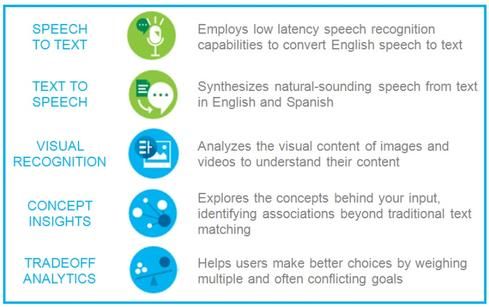 SPEECH
TO TEXT
Employs low latency speech recognition
capabilities to convert English speech to text
TEXT TO
SPEECH
Synthesizes natural-sounding speech from text
in English and Spanish
VISUAL
RECOGNITION
Analyzes the visual content of images and
videos to understand their content
CONCEPT
INSIGHTS
Explores the concepts behind your input,
identifying associations beyond traditional text
matching
TRADEOFF
ANALYTICS
Helps users make better choices by weighing
multiple and often conflicting goals